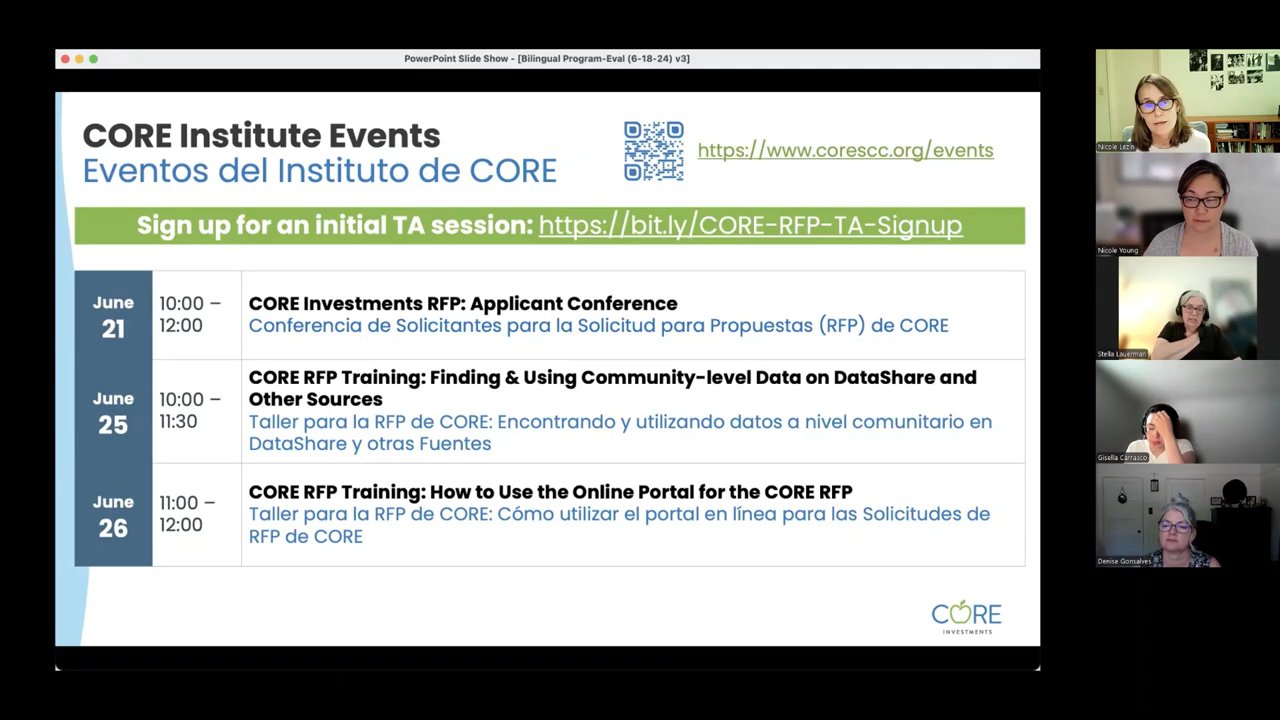 PowerPoint Slide Show - [Bilingual Program-Eval (6-18-24) v3]
CORE Institute Events
Eventos del Instituto de CORE
https://www.corescc.org/events
Sign up for an initial TA session: https://bit.ly/CORE-RFP-TA-Signup
June
21
10:00 –
12:00
CORE Investments RFP: Applicant Conference
Conferencia de Solicitantes para la Solicitud para Propuestas (RFP) de CORE
June
25
10:00 –
11:30
CORE RFP Training: Finding & Using Community-level Data on DataShare and
Other Sources
Taller para la RFP de CORE: Encontrando y utilizando datos a nivel comunitario en
DataShare y otras Fuentes
June
26
11:00 –
12:00
CORE RFP Training: How to Use the Online Portal for the CORE RFP
Taller para la RFP de CORE: Cómo utilizar el portal en línea para las Solicitudes de
RFP de CORE
CORE
INVESTMENTS
Nicole Lezin
Nicole Young
Stella Lauerman
Gisella Carrasco
Denise Gonsalves